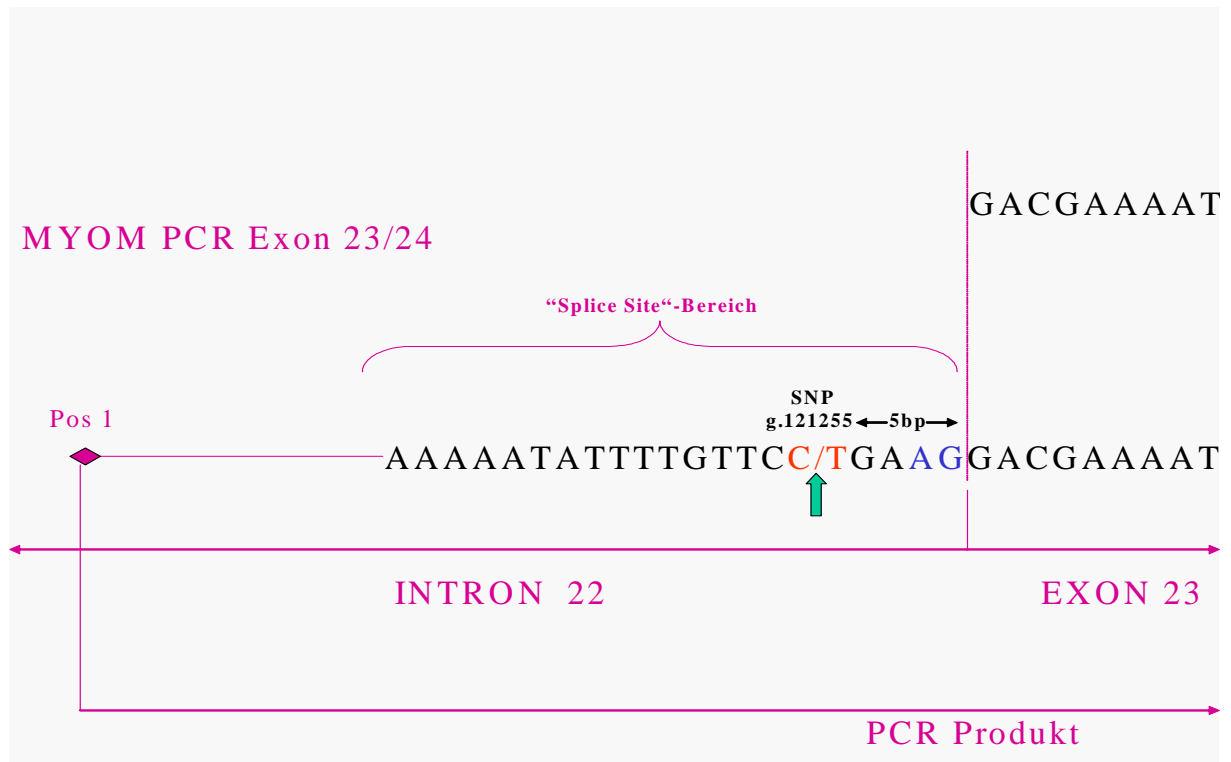 GACGAAAAT
MYOM PCR Exon 23/24
“Splice Site“-Bereich
SNP
Pos 1
g.121255 5bp
AAAAATATTTTGTTCC/TGAAGGACGAAAAT
INTRON 22
EXON 23
PCR Produkt